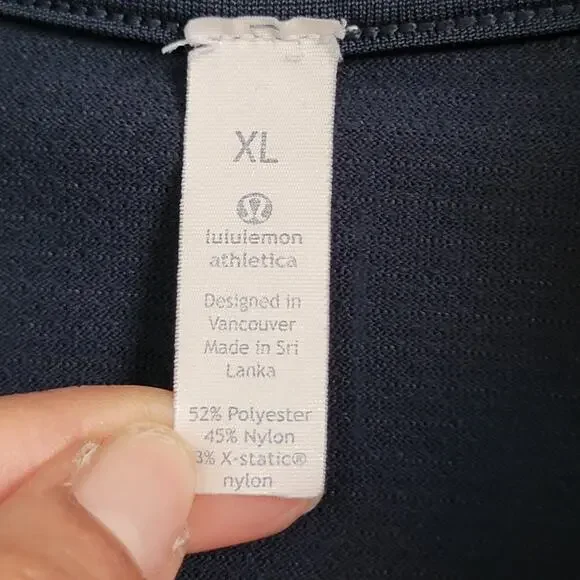 XL
lululemon
athletica
Designed in
Vancouver
Made in Sri
Lanka
52% Polyester
45% Nylon
3% X-static®
nylon